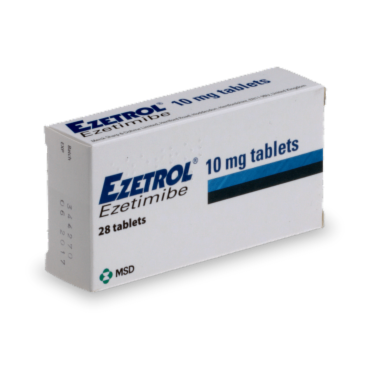 EZETROL® 10 mg tablets
Ezetimibe
EZETROL® 10 mg tablets
Ezetimibe
28 tablets
MSD